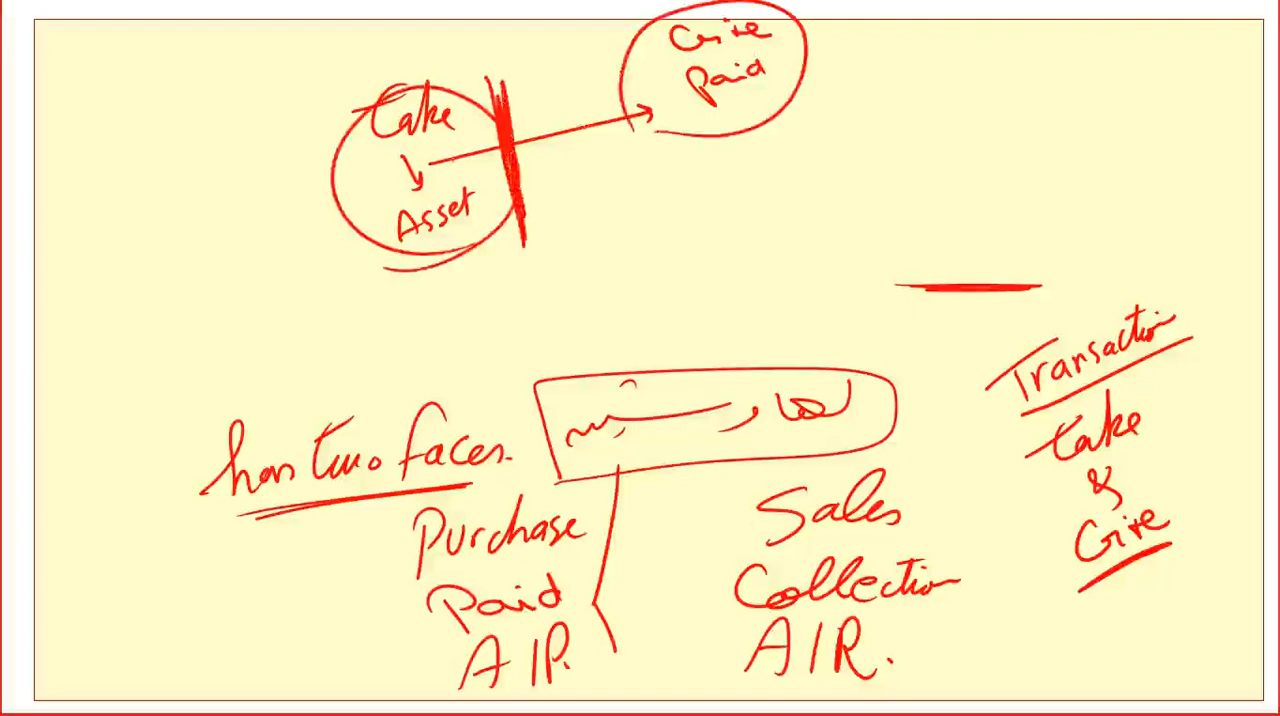 Give
Paid
take
Asset
Transaction
take
&
Give
has two faces.
Purchase
Paid
A/P.
Sales
Collection
A/R.